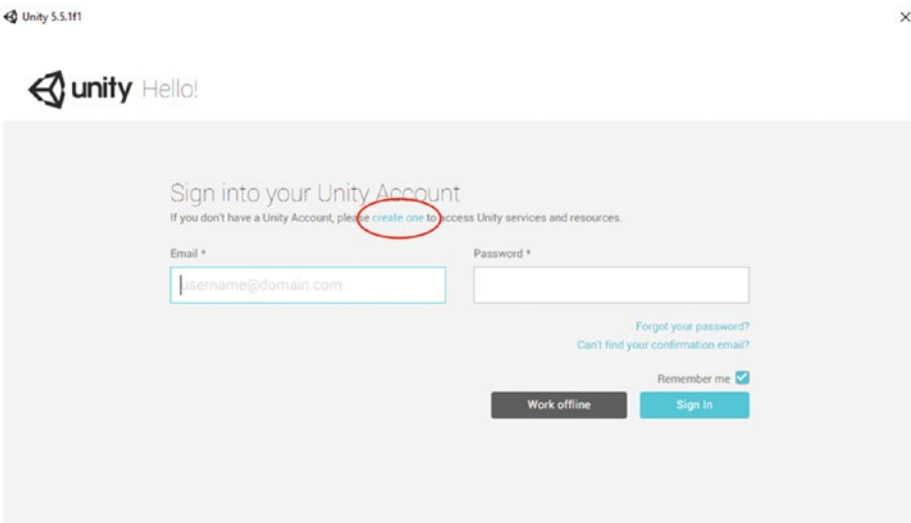 Unity 5.5.1f1
unity Hello!
Sign into your Unity Account
If you don't have a Unity Account, please create one to access Unity services and resources.
Email *
Password *
username@domain.com
Forgot your password?
Can't find your confirmation email?
Remember me
Work offline
Sign In